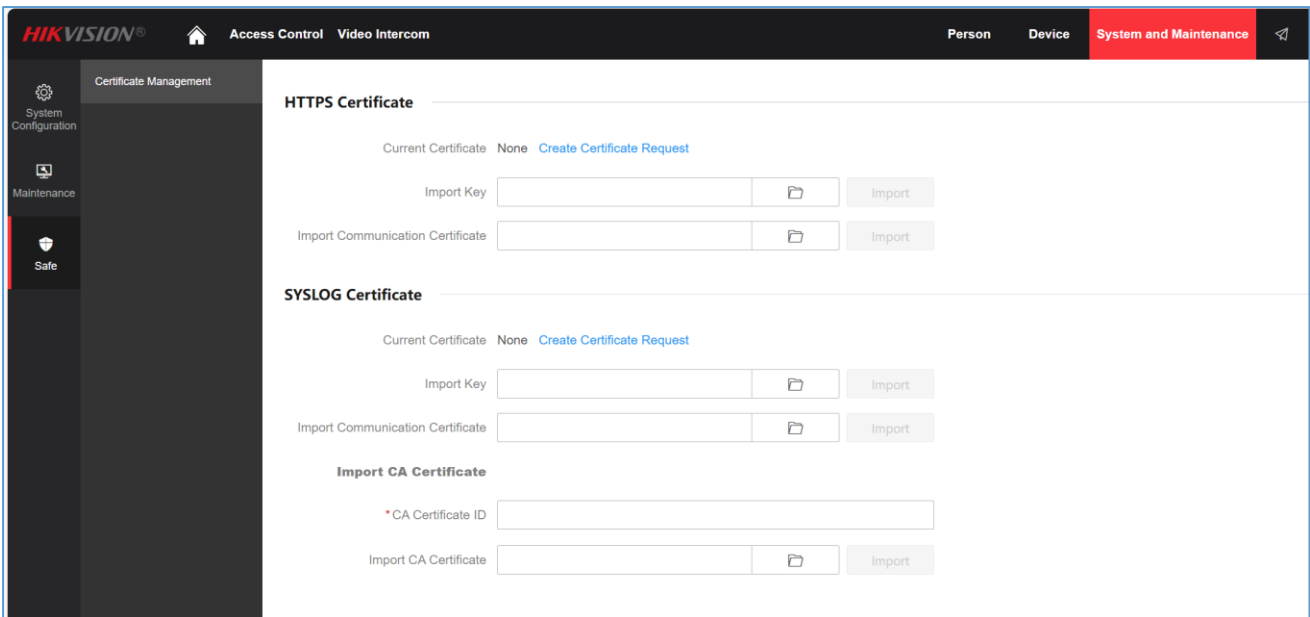 HIKVISION® Access Control Video Intercom Person Device System and Maintenance
System
Configuration
Maintenance
Safe
Certificate Management
HTTPS Certificate
Current Certificate None Create Certificate Request
Import Key Import
Import Communication Certificate Import
SYSLOG Certificate
Current Certificate None Create Certificate Request
Import Key Import
Import Communication Certificate Import
Import CA Certificate
*CA Certificate ID
Import CA Certificate Import